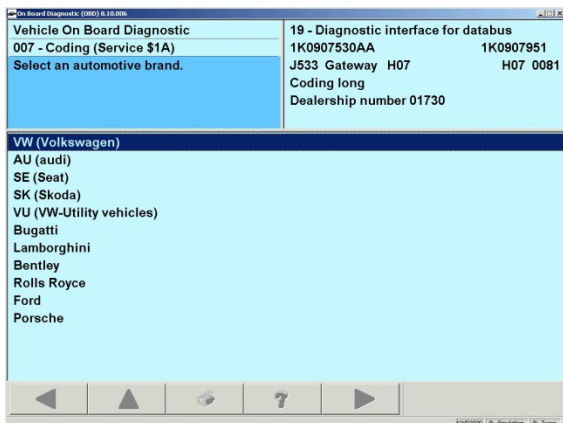 On Board Diagnostic (OBD) 8.10.006
Vehicle On Board Diagnostic
007 - Coding (Service $1A)
Select an automotive brand.
19 - Diagnostic interface for databus
1K0907530AA 1K0907951
J533 Gateway H07 H07 0081
Coding long
Dealership number 01730
VW (Volkswagen)
AU (audi)
SE (Seat)
SK (Skoda)
VU (VW-Utility vehicles)
Bugatti
Lamborghini
Bentley
Rolls Royce
Ford
Porsche
?
Simulation Trace